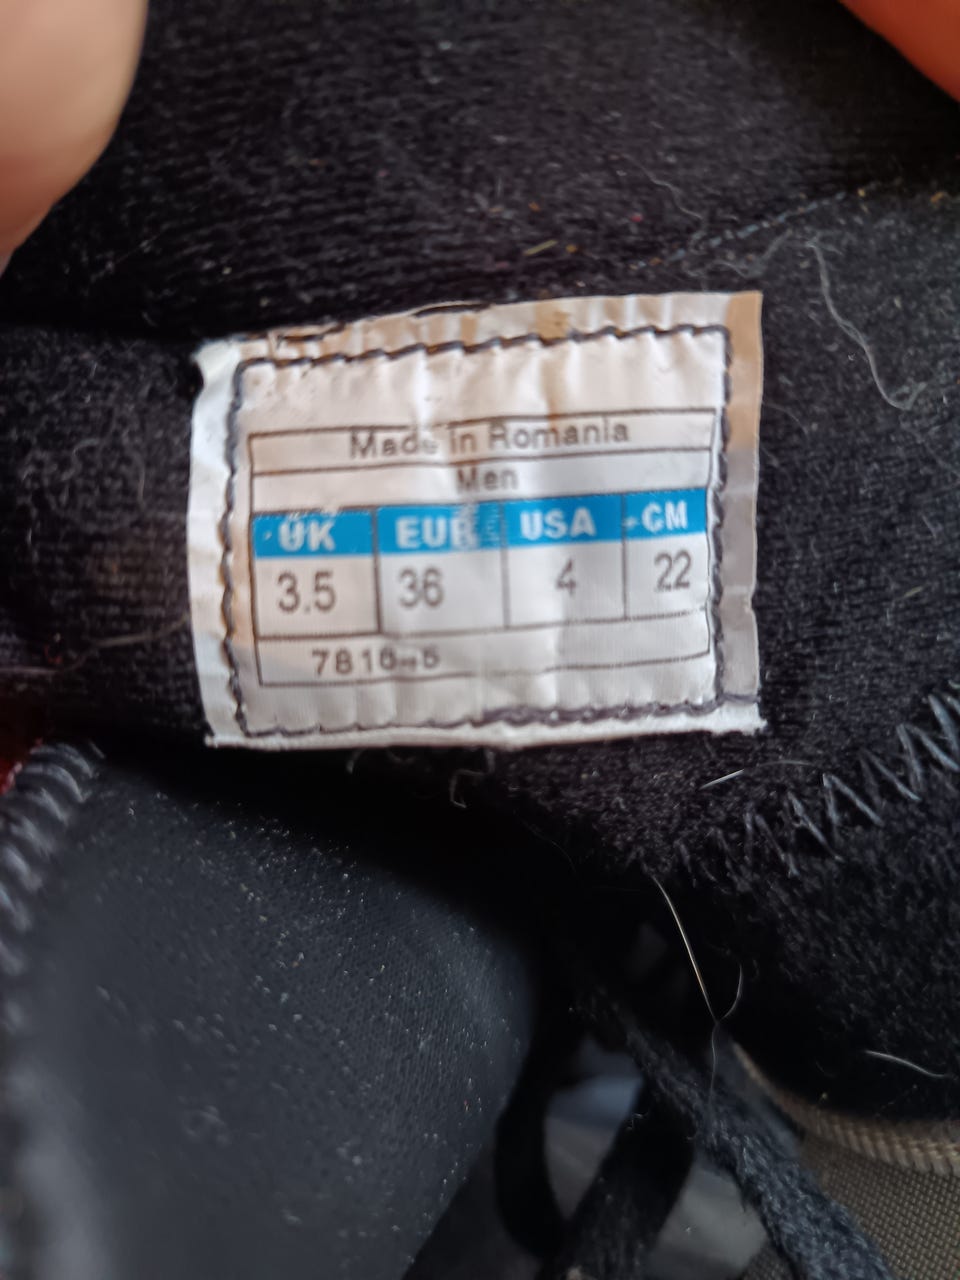 Made in Romania
Men
UK EUR USA CM
3.5 36 4 22